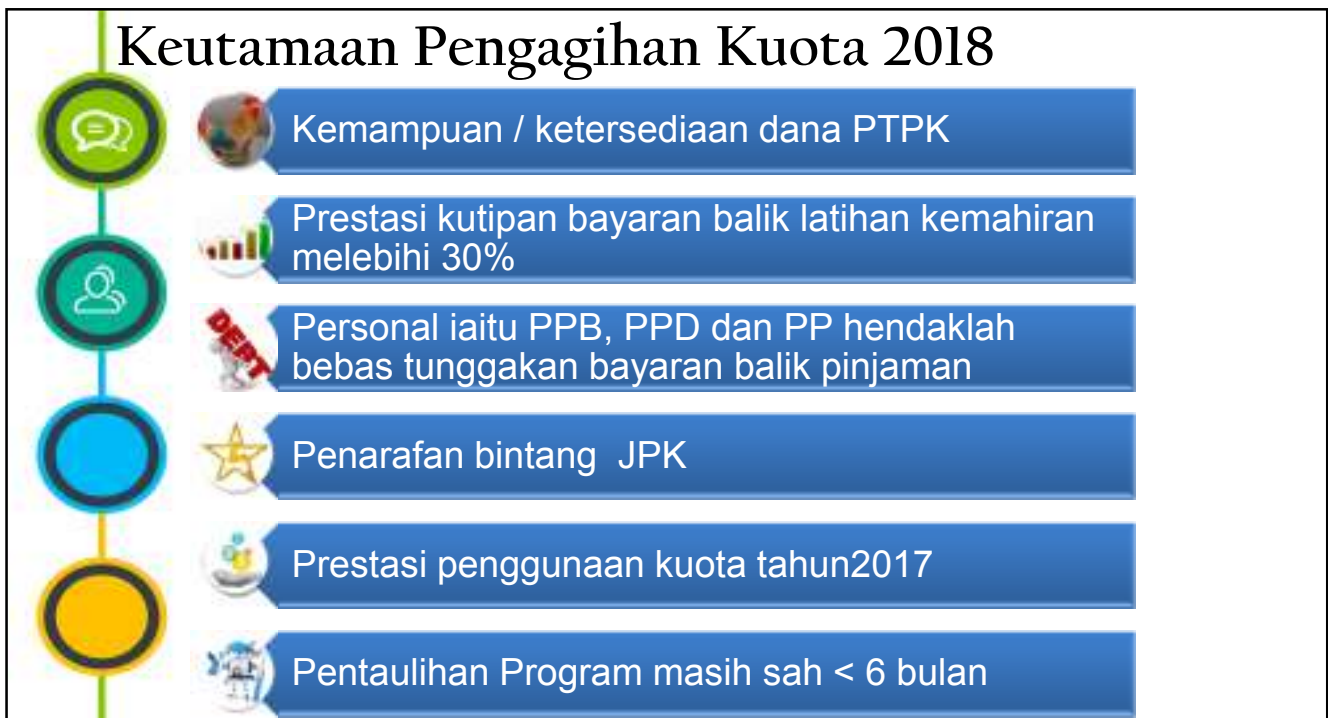 Keutamaan Pengagihan Kuota 2018
Kemampuan / ketersediaan dana PTPK
Prestasi kutipan bayaran balik latihan kemahiran
melebihi 30%
DEPT
Personal iaitu PPB, PPD dan PP hendaklah
bebas tunggakan bayaran balik pinjaman
Penarafan bintang JPK
Prestasi penggunaan kuota tahun2017
Pentaulihan Program masih sah < 6 bulan